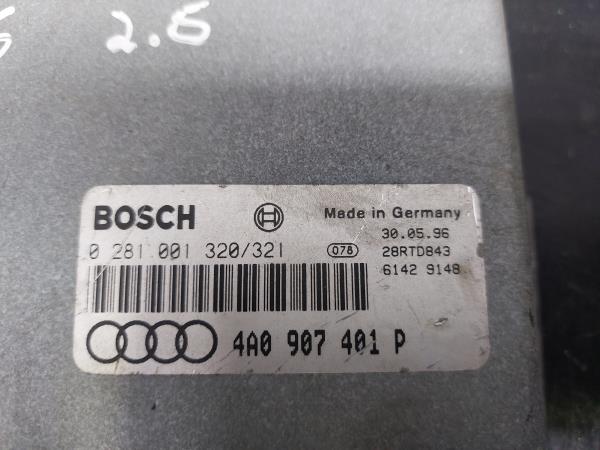 6 2.6
BOSCH
Made in Germany
0 281 001 320/321
078
30.05.96
28RTD843
6142 9148
4A0 907 401 P